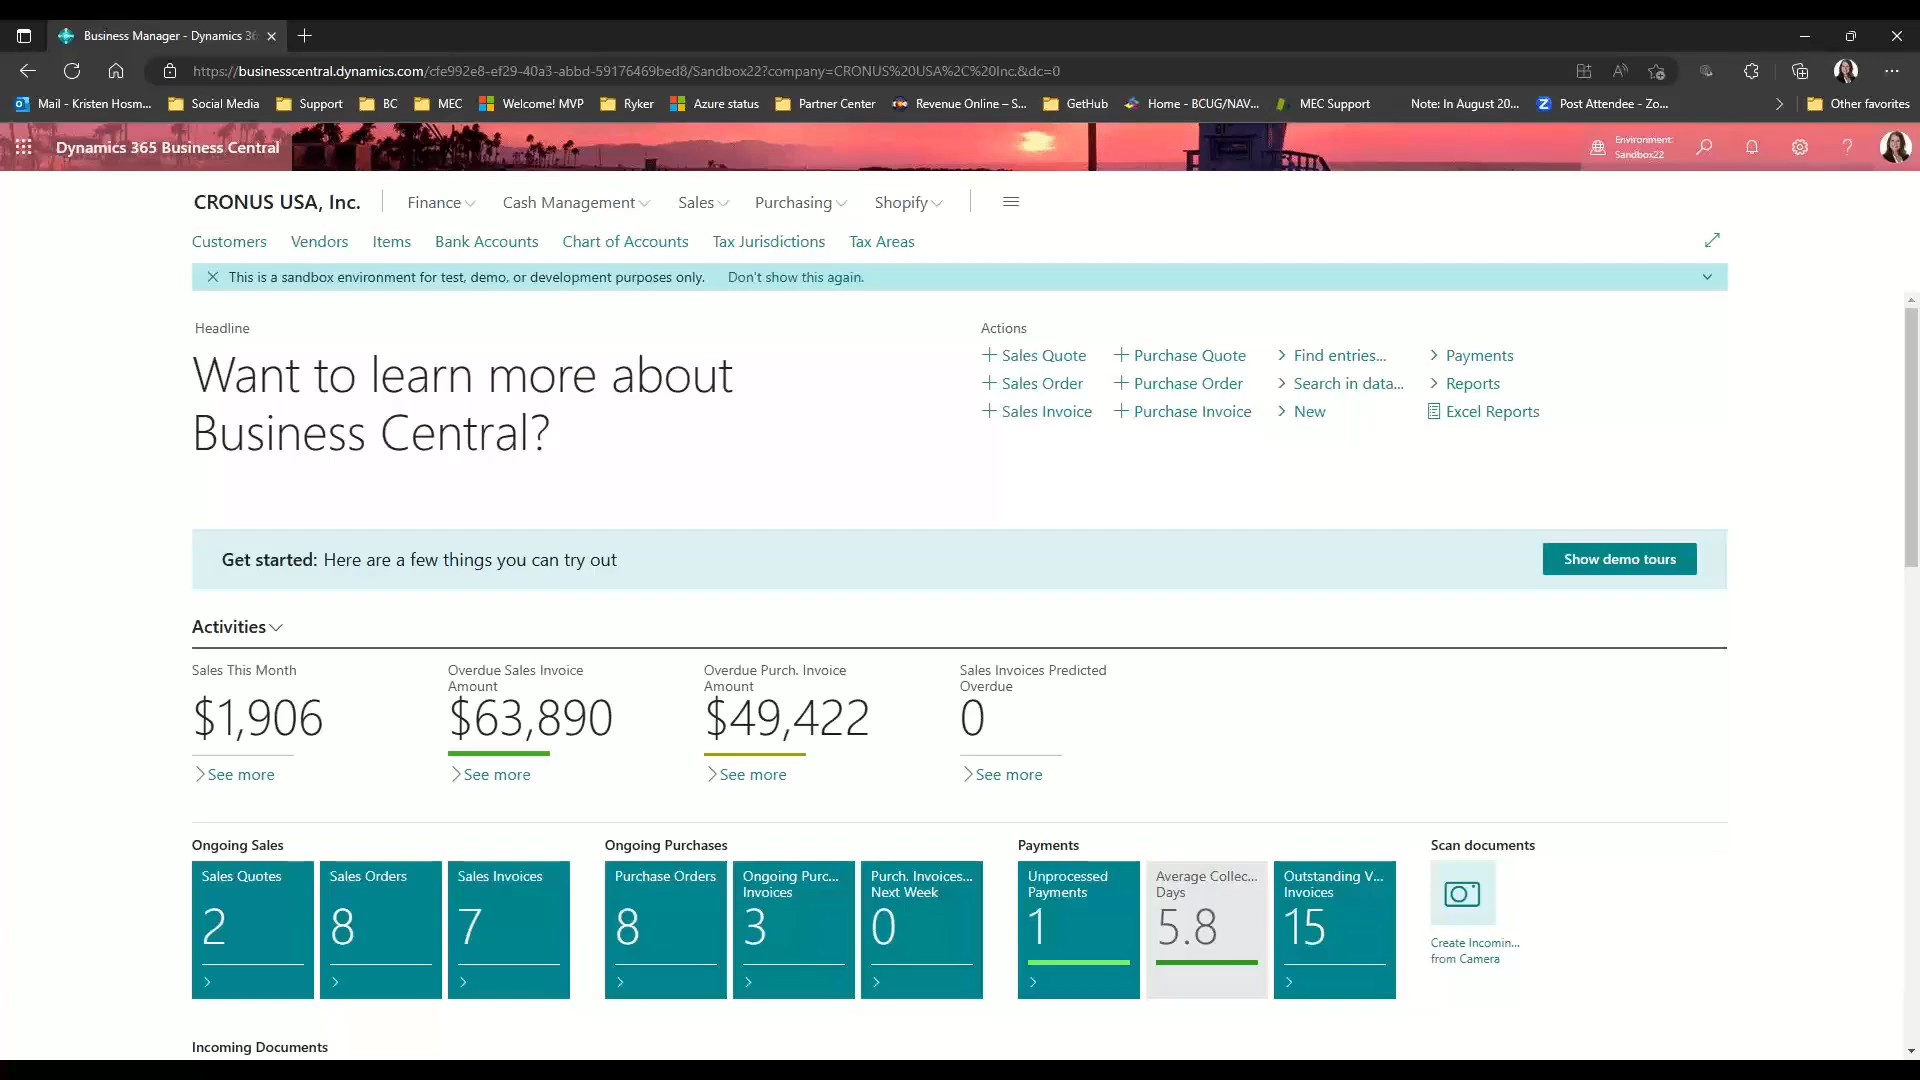 Business Manager - Dynamics 36
https://businesscentral.dynamics.com/cfe992e8-ef29-40a3-abbd-59176469bed8/Sandbox22?company=CRONUS%20USA%2C%20Inc.&dc=0
Mail - Kristen Hosm... Social Media Support BC MEC Welcome! MVP Ryker Azure status Partner Center Revenue Online – S... GetHub Home - BCUG/NAV... MEC Support Note: In August 20... Post Attendee - Zo... Other favorites
Dynamics 365 Business Central
Environment:
Sandbox22
CRONUS USA, Inc. Finance Cash Management Sales Purchasing Shopify
Customers Vendors Items Bank Accounts Chart of Accounts Tax Jurisdictions Tax Areas
This is a sandbox environment for test, demo, or development purposes only. Don't show this again.
Headline
Want to learn more about
Business Central?
Actions
Sales Quote Purchase Quote Find entries... Payments
Sales Order Purchase Order Search in data... Reports
Sales Invoice Purchase Invoice New Excel Reports
Get started: Here are a few things you can try out
Show demo tours
Activities
Sales This Month
$1,906
See more
Overdue Sales Invoice
Amount
$63,890
See more
Overdue Purch. Invoice
Amount
$49,422
See more
Sales Invoices Predicted
Overdue
0
See more
Ongoing Sales
Sales Quotes
2
Sales Orders
8
Sales Invoices
7
Ongoing Purchases
Purchase Orders
8
Ongoing Purc...
Invoices
3
Purch. Invoices...
Next Week
0
Payments
Unprocessed
Payments
1
Average Collec...
Days
5.8
Outstanding V...
Invoices
15
Scan documents
Create Incomin...
from Camera
Incoming Documents